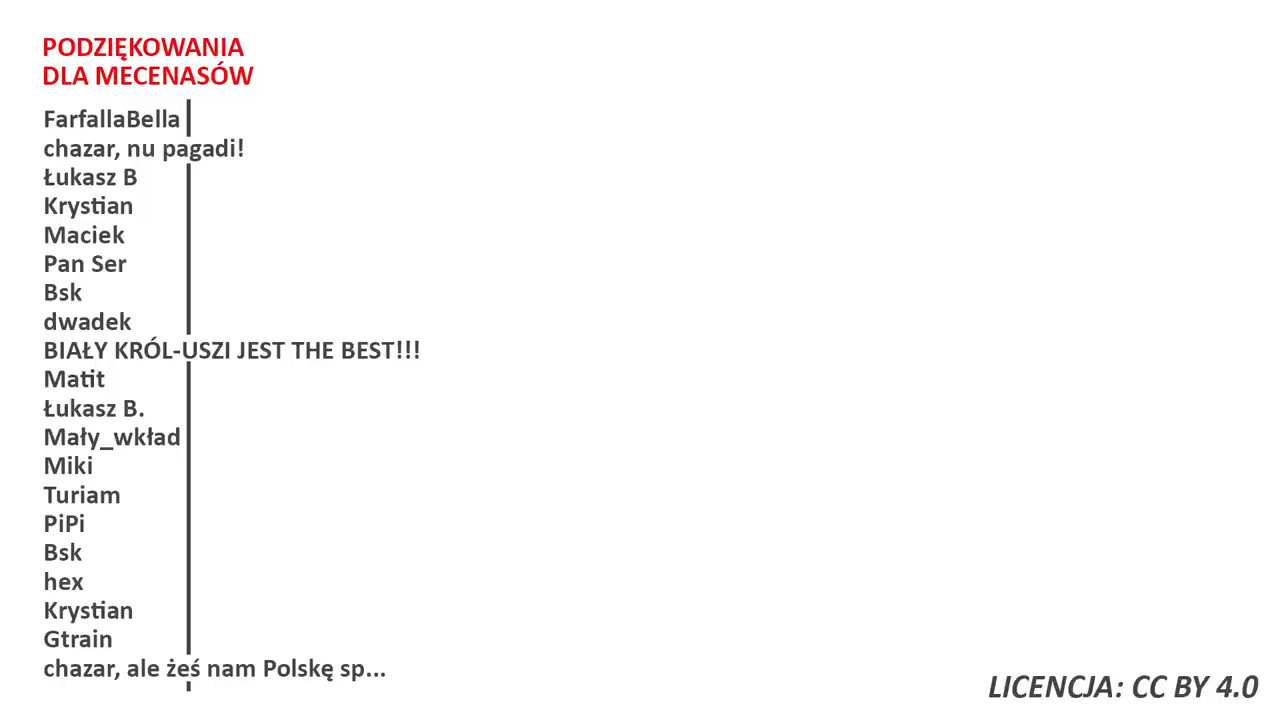 PODZIĘKOWANIA
DLA MECENASÓW
FarfallaBella
chazar, nu pagadi!
Łukasz B
Krystian
Maciek
Pan Ser
Bsk
dwadek
BIAŁY KRÓL-USZI JEST THE BEST!!!
Matit
Łukasz B.
Mały_wkład
Miki
Turiam
PiPi
Bsk
hex
Krystian
Gtrain
chazar, ale żeś nam Polskę sp...
LICENCJA: CC BY 4.0